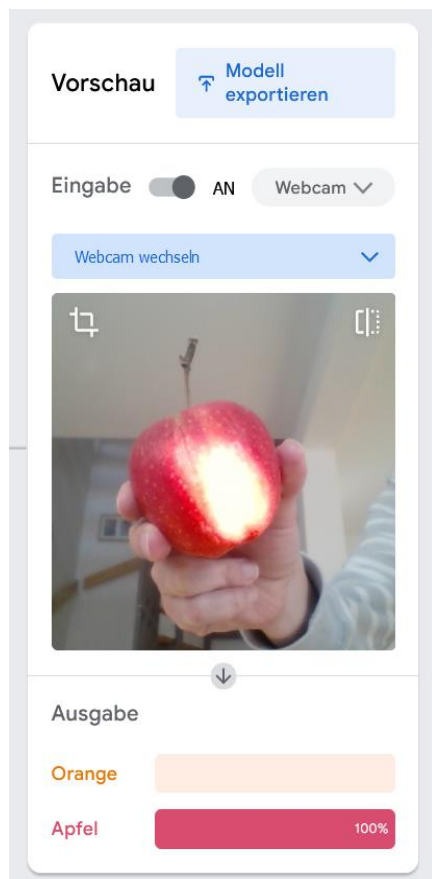 Vorschau
Modell
exportieren
Eingabe AN Webcam
Webcam wechseln
Ausgabe
Orange
Apfel 100%